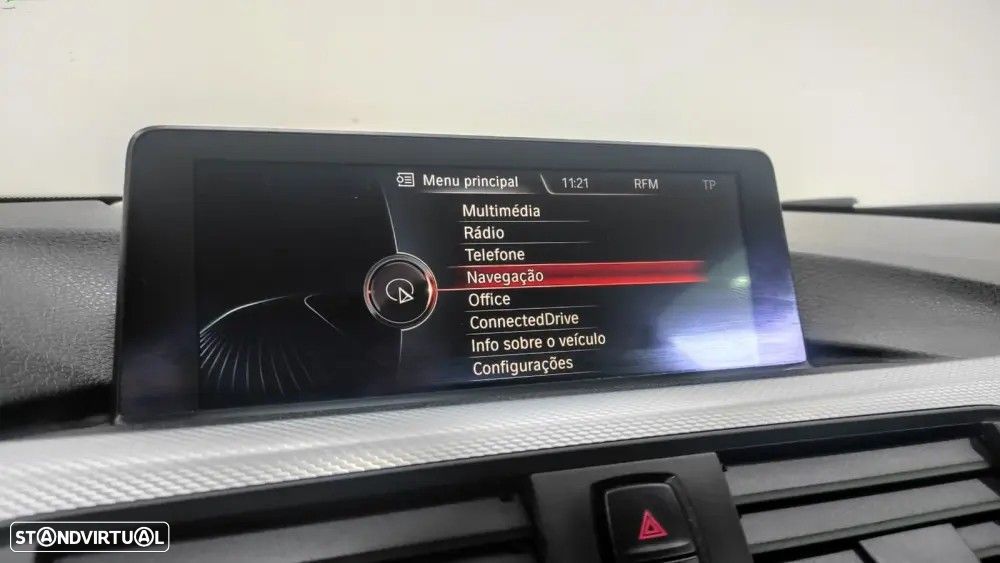 Menu principal 11:21 RFM TP
Multimédia
Rádio
Telefone
Navegação
Office
ConnectedDrive
Info sobre o veículo
Configurações
STANDVIRTUAL